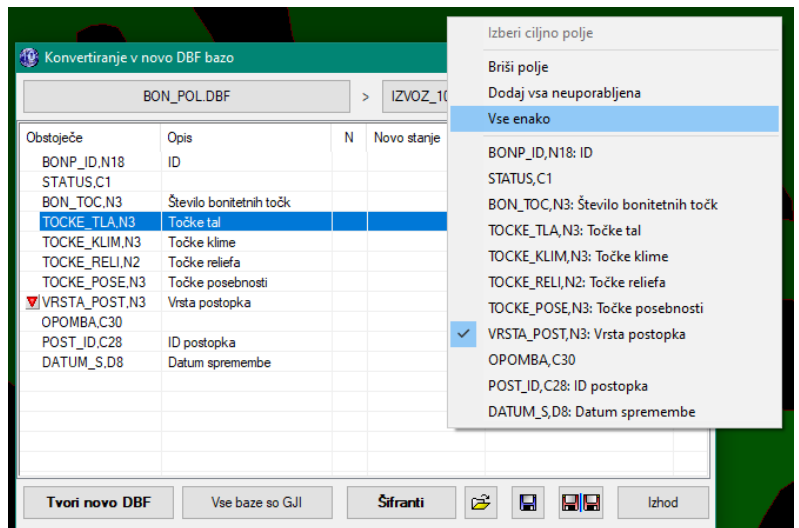 Konvertiranje v novo DBF bazo
BON_POL.DBF > IZVOZ_10
Obstoječe Opis N Novo stanje
BONP_ID,N18 ID
STATUS,C1
BON_TOC,N3 Število bonitetnih točk
TOCKE_TLA,N3 Točke tal
TOCKE_KLIM,N3 Točke klime
TOCKE_RELI,N2 Točke reliefa
TOCKE_POSE,N3 Točke posebnosti
VRSTA_POST,N3 Vrsta postopka
OPOMBA,C30
POST_ID,C28 ID postopka
DATUM_S,D8 Datum spremembe
Tvori novo DBF Vse baze so GJI Šifranti Izhod
Izberi ciljno polje
Briši polje
Dodaj vsa neuporabljena
Vse enako
BONP_ID,N18: ID
STATUS,C1
BON_TOC,N3: Število bonitetnih točk
TOCKE_TLA,N3: Točke tal
TOCKE_KLIM,N3: Točke klime
TOCKE_RELI,N2: Točke reliefa
TOCKE_POSE,N3: Točke posebnosti
VRSTA_POST,N3: Vrsta postopka
OPOMBA,C30
POST_ID,C28: ID postopka
DATUM_S,D8: Datum spremembe